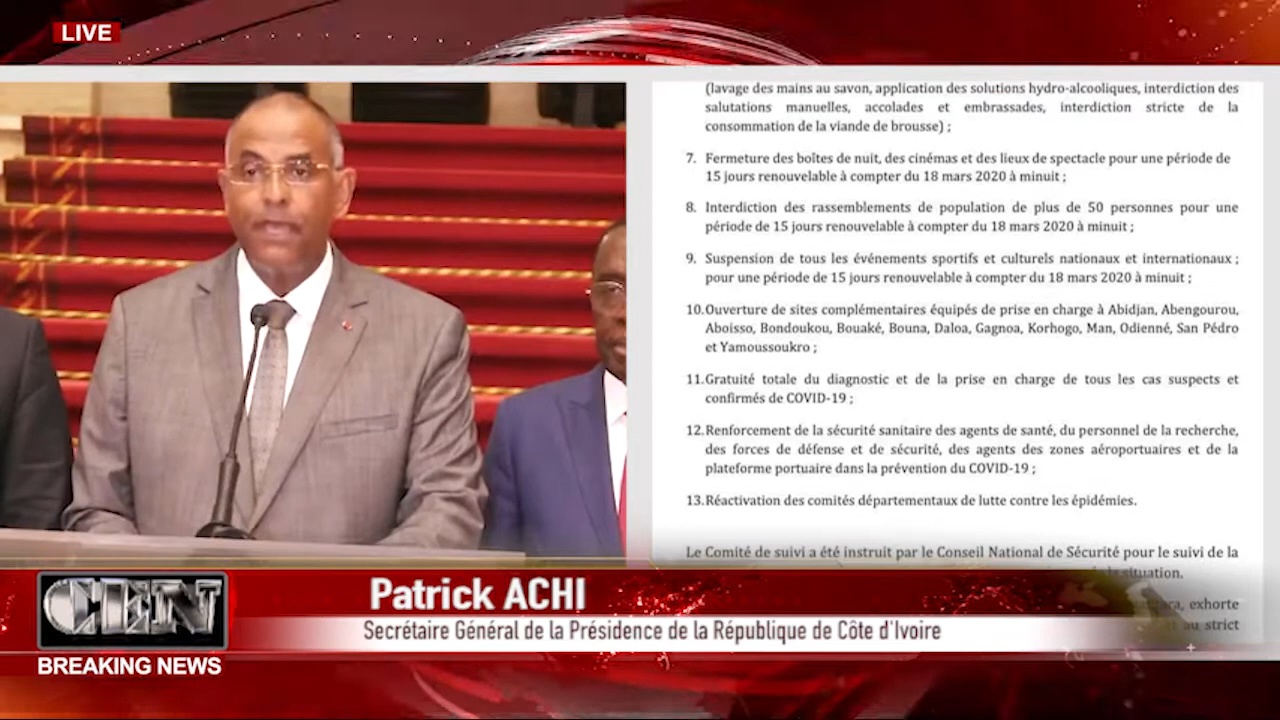 LIVE
(lavage des mains au savon, application des solutions hydro-alcooliques, interdiction des
salutations manuelles, accolades et embrassades, interdiction stricte de la
consommation de la viande de brousse) ;
7. Fermeture des boîtes de nuit, des cinémas et des lieux de spectacle pour une période de
15 jours renouvelable à compter du 18 mars 2020 à minuit ;
8. Interdiction des rassemblements de population de plus de 50 personnes pour une
période de 15 jours renouvelable à compter du 18 mars 2020 à minuit ;
9. Suspension de tous les événements sportifs et culturels nationaux et internationaux ;
pour une période de 15 jours renouvelable à compter du 18 mars 2020 à minuit ;
10. Ouverture de sites complémentaires équipés de prise en charge à Abidjan, Abengourou,
Aboisso, Bondoukou, Bouaké, Bouna, Daloa, Gagnoa, Korhogo, Man, Odienné, San Pédro
et Yamoussoukro ;
11. Gratuité totale du diagnostic et de la prise en charge de tous les cas suspects et
confirmés de COVID-19 ;
12. Renforcement de la sécurité sanitaire des agents de santé, du personnel de la recherche,
des forces de défense et de sécurité, des agents des zones aéroportuaires et de la
plateforme portuaire dans la prévention du COVID-19 ;
13. Réactivation des comités départementaux de lutte contre les épidémies.
Le Comité de suivi a été instruit par le Conseil National de Sécurité pour le suivi de la
situation.
exhorte
au strict
Patrick ACHI
Secrétaire Général de la Présidence de la République de Côte d'Ivoire
CEN
BREAKING NEWS